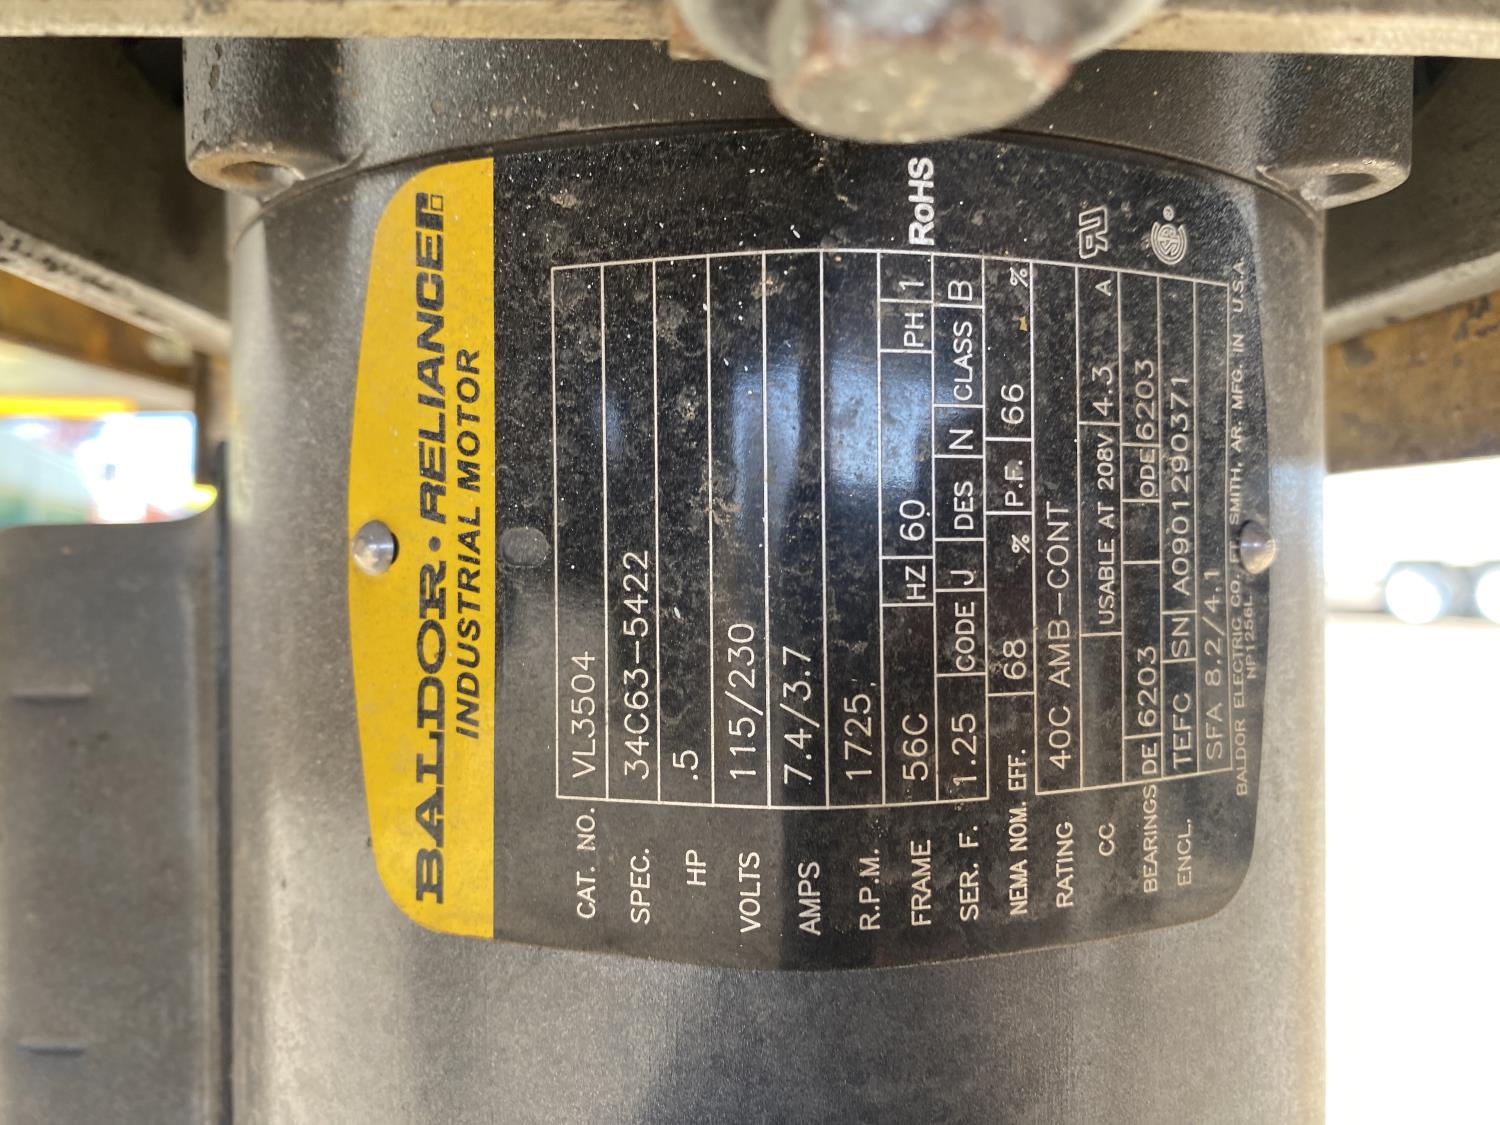 BALDOR • RELIANCER
INDUSTRIAL MOTOR
CAT. NO. VL3504
SPEC. 34C63-5422
HP .5
VOLTS 115/230
AMPS 7.4/3.7
R.P.M. 1725
FRAME 56C HZ 60 PH 1
SER. F. 1.25 CODE J DES N CLASS B
NEMA NOM. EFF. 68 % P.F. 66 %
RATING 40C AMB-CONT
CC USABLE AT 208V 4.3 A
BEARINGS DE 6203 ODE 6203
ENCL. TEFC SN A0901290371
SFA 8.2/4.1
BALDOR ELECTRIC CO. SMITH, AR. MFG. IN U.S.A.
NP1256L
RoHS